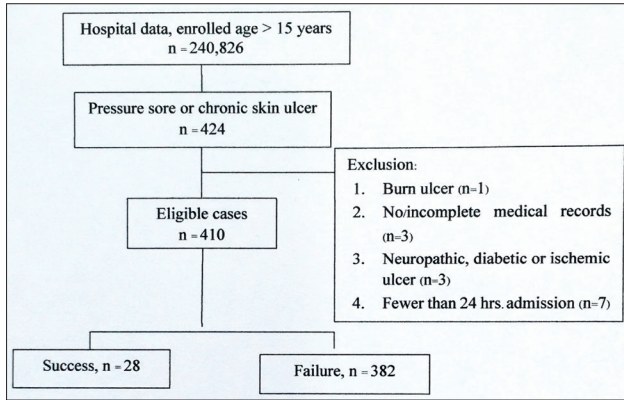 Hospital data, enrolled age > 15 years
n = 240,826
Pressure sore or chronic skin ulcer
n = 424
Exclusion:
1. Burn ulcer (n=1)
2. No/incomplete medical records
(n=3)
3. Neuropathic, diabetic or ischemic
ulcer (n=3)
4. Fewer than 24 hrs. admission (n=7)
Eligible cases
n = 410
Success, n = 28
Failure, n = 382